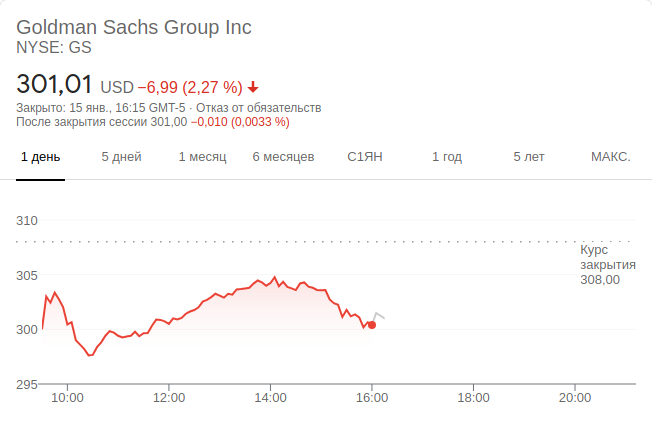 Goldman Sachs Group Inc
NYSE: GS
301,01 USD −6,99 (2,27 %)
Закрыто: 15 янв., 16:15 GMT-5 · Отказ от обязательств
После закрытия сессии 301,00 −0,010 (0,0033 %)
1 день 5 дней 1 месяц 6 месяцев С1ЯН 1 год 5 лет МАКС.
310
Курс
закрытия
308,00
305
300
295
10:00 12:00 14:00 16:00 18:00 20:00